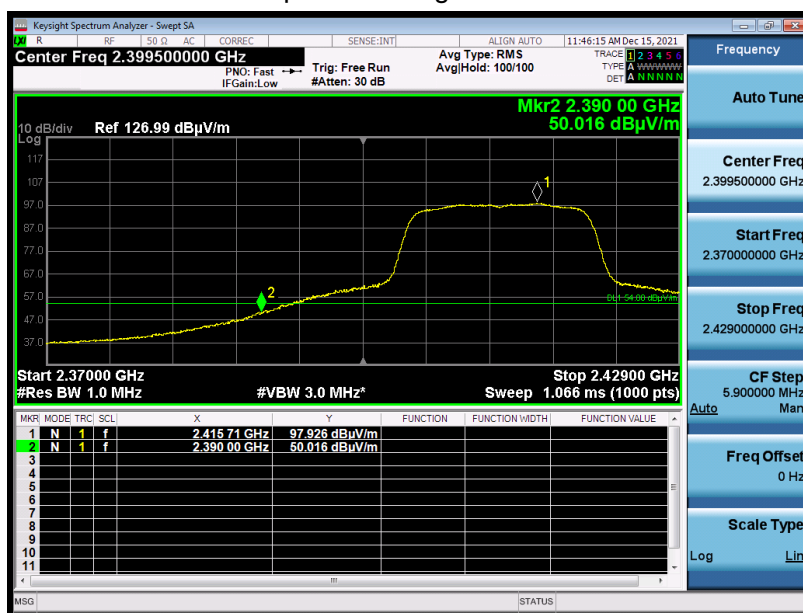 Keysight Spectrum Analyzer - Swept SA
LXI R RF 50 Ω AC CORREC SENSE:INT ALIGN AUTO 11:46:15 AM Dec 15, 2021
Center Freq 2.399500000 GHz
PNO: Fast
IFGain:Low
Trig: Free Run
#Atten: 30 dB
Avg Type: RMS
Avg|Hold: 100/100
TRACE 1 2 3 4 5 6
TYPE A WWWWW
DET A N N N N N
Mkr2 2.390 00 GHz
50.016 dBµV/m
10 dB/div Ref 126.99 dBµV/m
Log
117
107
97.0
87.0
77.0
67.0
57.0
47.0
37.0
1
2
DL1 54.00 dBµV/m
Start 2.37000 GHz Stop 2.42900 GHz
#Res BW 1.0 MHz #VBW 3.0 MHz* Sweep 1.066 ms (1000 pts)
MKR MODE TRC SCL X Y FUNCTION FUNCTION WIDTH FUNCTION VALUE
1 N 1 f 2.415 71 GHz 97.926 dBµV/m
2 N 1 f 2.390 00 GHz 50.016 dBµV/m
3
4
5
6
7
8
9
10
11
MSG STATUS
Frequency
Auto Tune
Center Freq
2.399500000 GHz
Start Freq
2.370000000 GHz
Stop Freq
2.429000000 GHz
CF Step
5.900000 MHz
Auto Man
Freq Offset
0 Hz
Scale Type
Log Lin